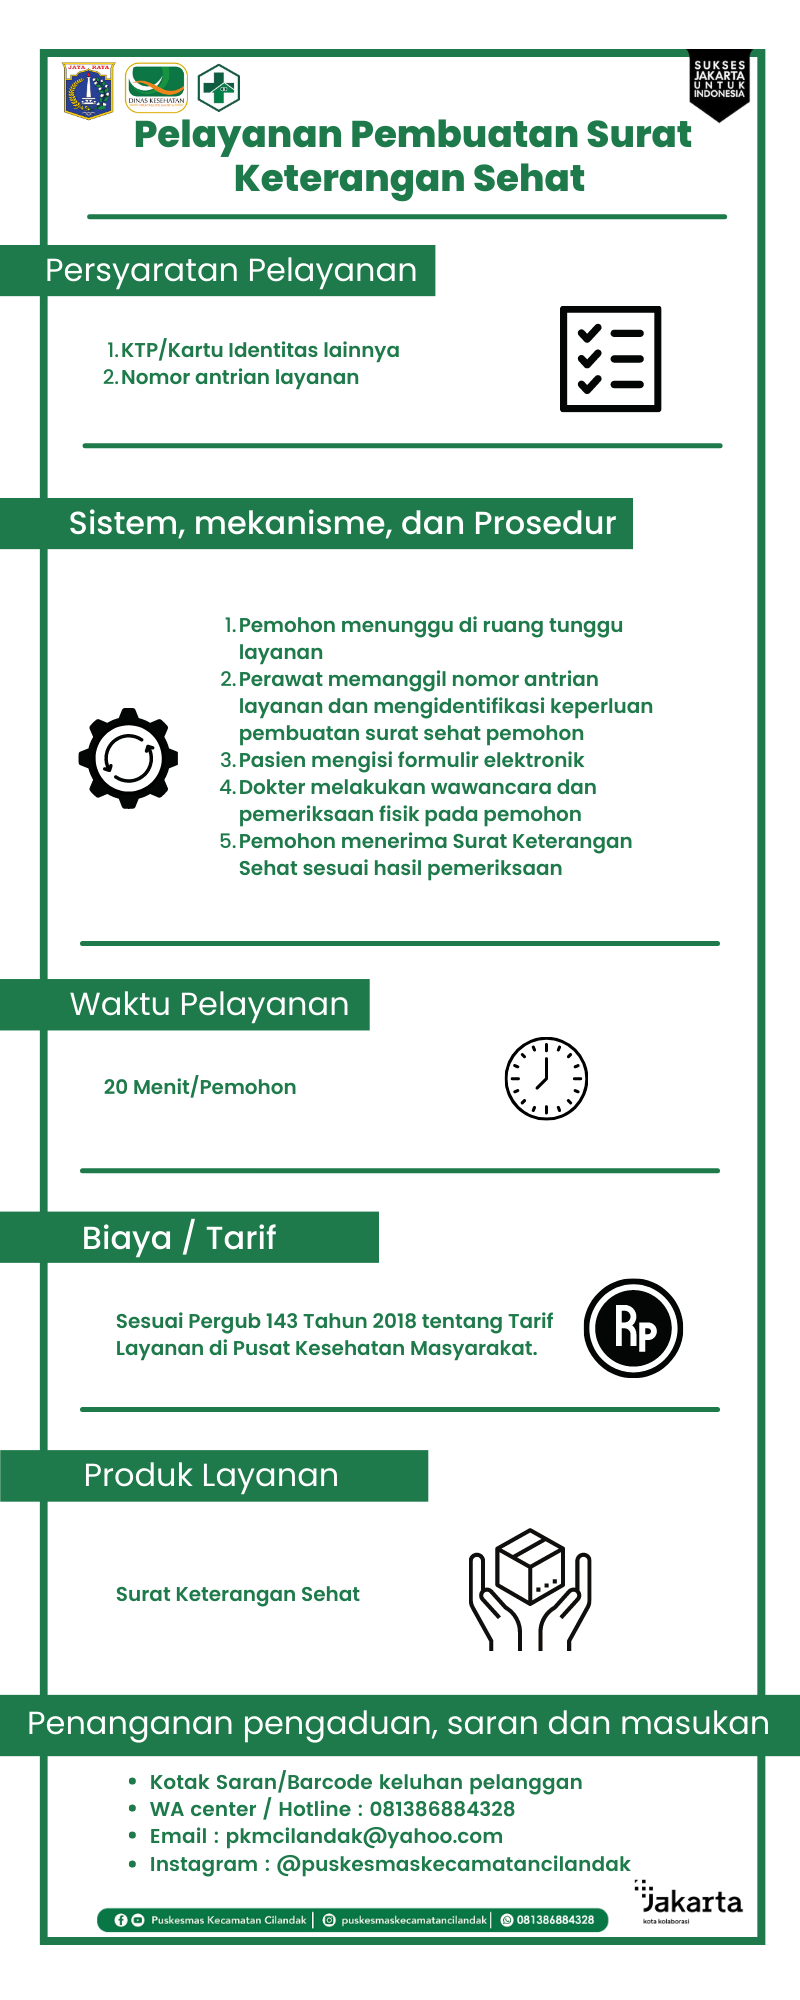 JAYA RAYA
DINAS KESEHATAN
SUKSES
JAKARTA
UNTUK
INDONESIA
Pelayanan Pembuatan Surat
Keterangan Sehat
Persyaratan Pelayanan
1. KTP/Kartu Identitas lainnya
2. Nomor antrian layanan
Sistem, mekanisme, dan Prosedur
1. Pemohon menunggu di ruang tunggu
layanan
2. Perawat memanggil nomor antrian
layanan dan mengidentifikasi keperluan
pembuatan surat sehat pemohon
3. Pasien mengisi formulir elektronik
4. Dokter melakukan wawancara dan
pemeriksaan fisik pada pemohon
5. Pemohon menerima Surat Keterangan
Sehat sesuai hasil pemeriksaan
Waktu Pelayanan
20 Menit/Pemohon
Biaya / Tarif
Sesuai Pergub 143 Tahun 2018 tentang Tarif
Layanan di Pusat Kesehatan Masyarakat.
Rp
Produk Layanan
Surat Keterangan Sehat
Penanganan pengaduan, saran dan masukan
• Kotak Saran/Barcode keluhan pelanggan
• WA center / Hotline : 081386884328
• Email : pkmcilandak@yahoo.com
• Instagram : @puskesmaskecamatancilandak
Jakarta
kota kolaborasi
Puskesmas Kecamatan Cilandak | puskesmaskecamatancilandak | 081386884328